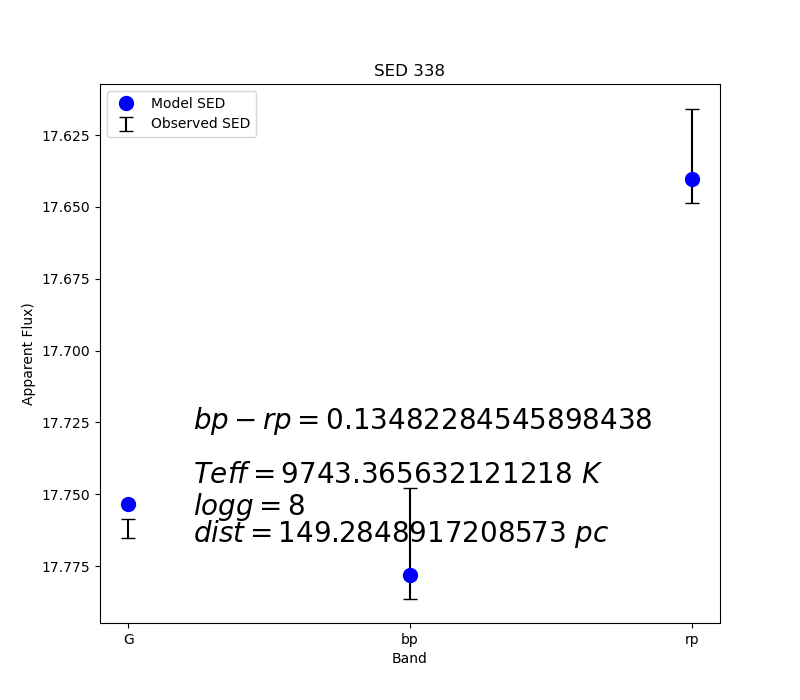 SED 338
Model SED
Observed SED
17.625
17.650
17.675
17.700
17.725
17.750
17.775
Apparent Flux)
bp − rp = 0.13482284545898438
Teff = 9743.365632121218 K
logg = 8
dist = 149.2848917208573 pc
G
bp
rp
Band